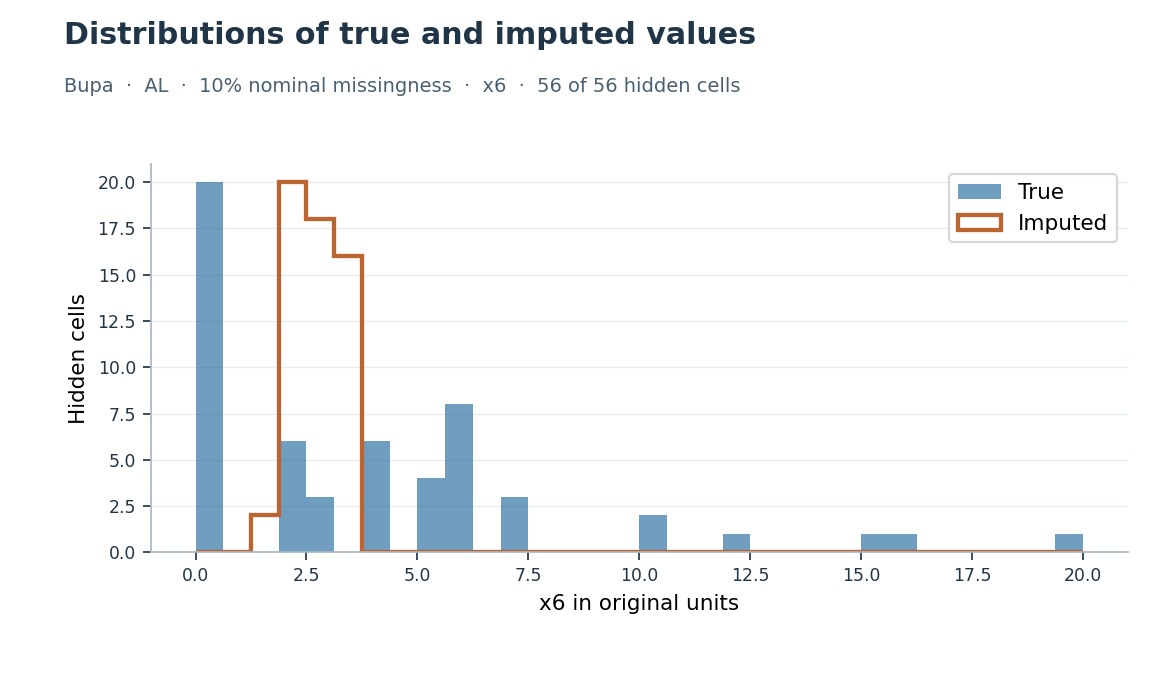 Distributions of true and imputed values
Bupa · AL · 10% nominal missingness · x6 · 56 of 56 hidden cells
True
Imputed
Hidden cells
20.0
17.5
15.0
12.5
10.0
7.5
5.0
2.5
0.0
0.0 2.5 5.0 7.5 10.0 12.5 15.0 17.5 20.0
x6 in original units